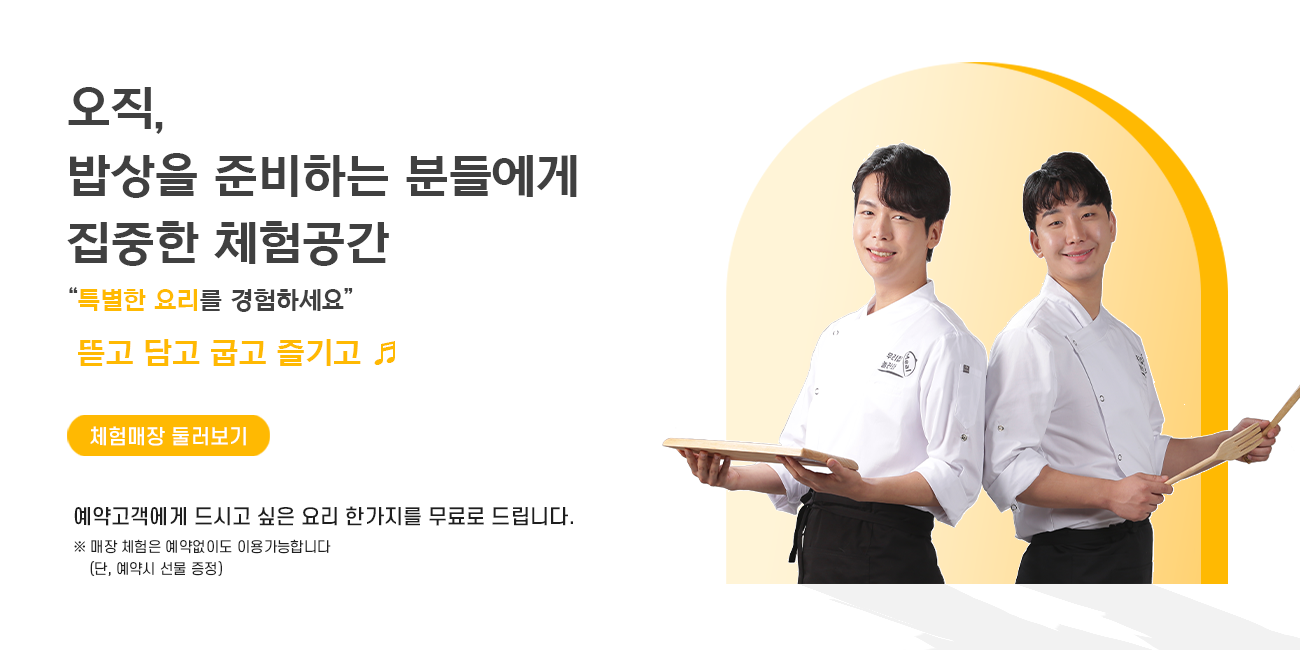 오직,
밥상을 준비하는 분들에게
집중한 체험공간
“특별한 요리를 경험하세요”
뜯고 담고 굽고 즐기고 ♬
체험매장 둘러보기
예약고객에게 드시고 싶은 요리 한가지를 무료로 드립니다.
※ 매장 체험은 예약없이도 이용가능합니다
(단, 예약시 선물 증정)